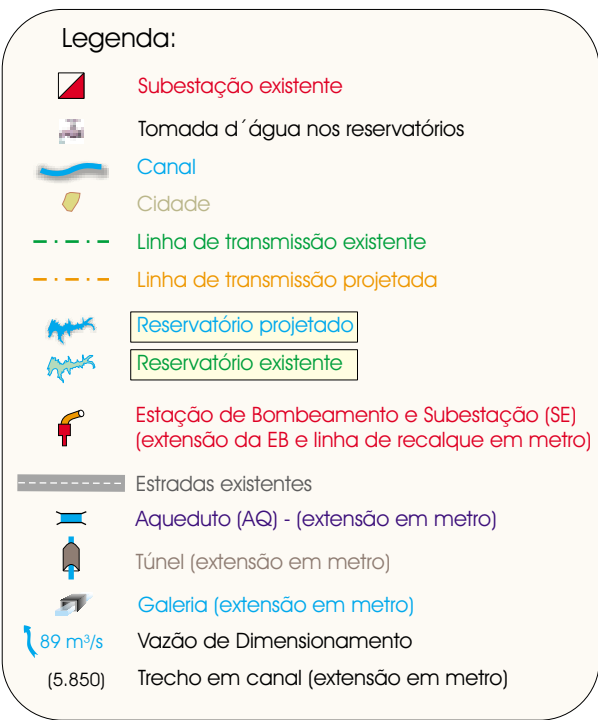 Legenda:
Subestação existente
Tomada d´água nos reservatórios
Canal
Cidade
Linha de transmissão existente
Linha de transmissão projetada
Reservatório projetado
Reservatório existente
Estação de Bombeamento e Subestação (SE)
(extensão da EB e linha de recalque em metro)
Estradas existentes
Aqueduto (AQ) - (extensão em metro)
Túnel (extensão em metro)
Galeria (extensão em metro)
89 m³/s Vazão de Dimensionamento
(5.850) Trecho em canal (extensão em metro)